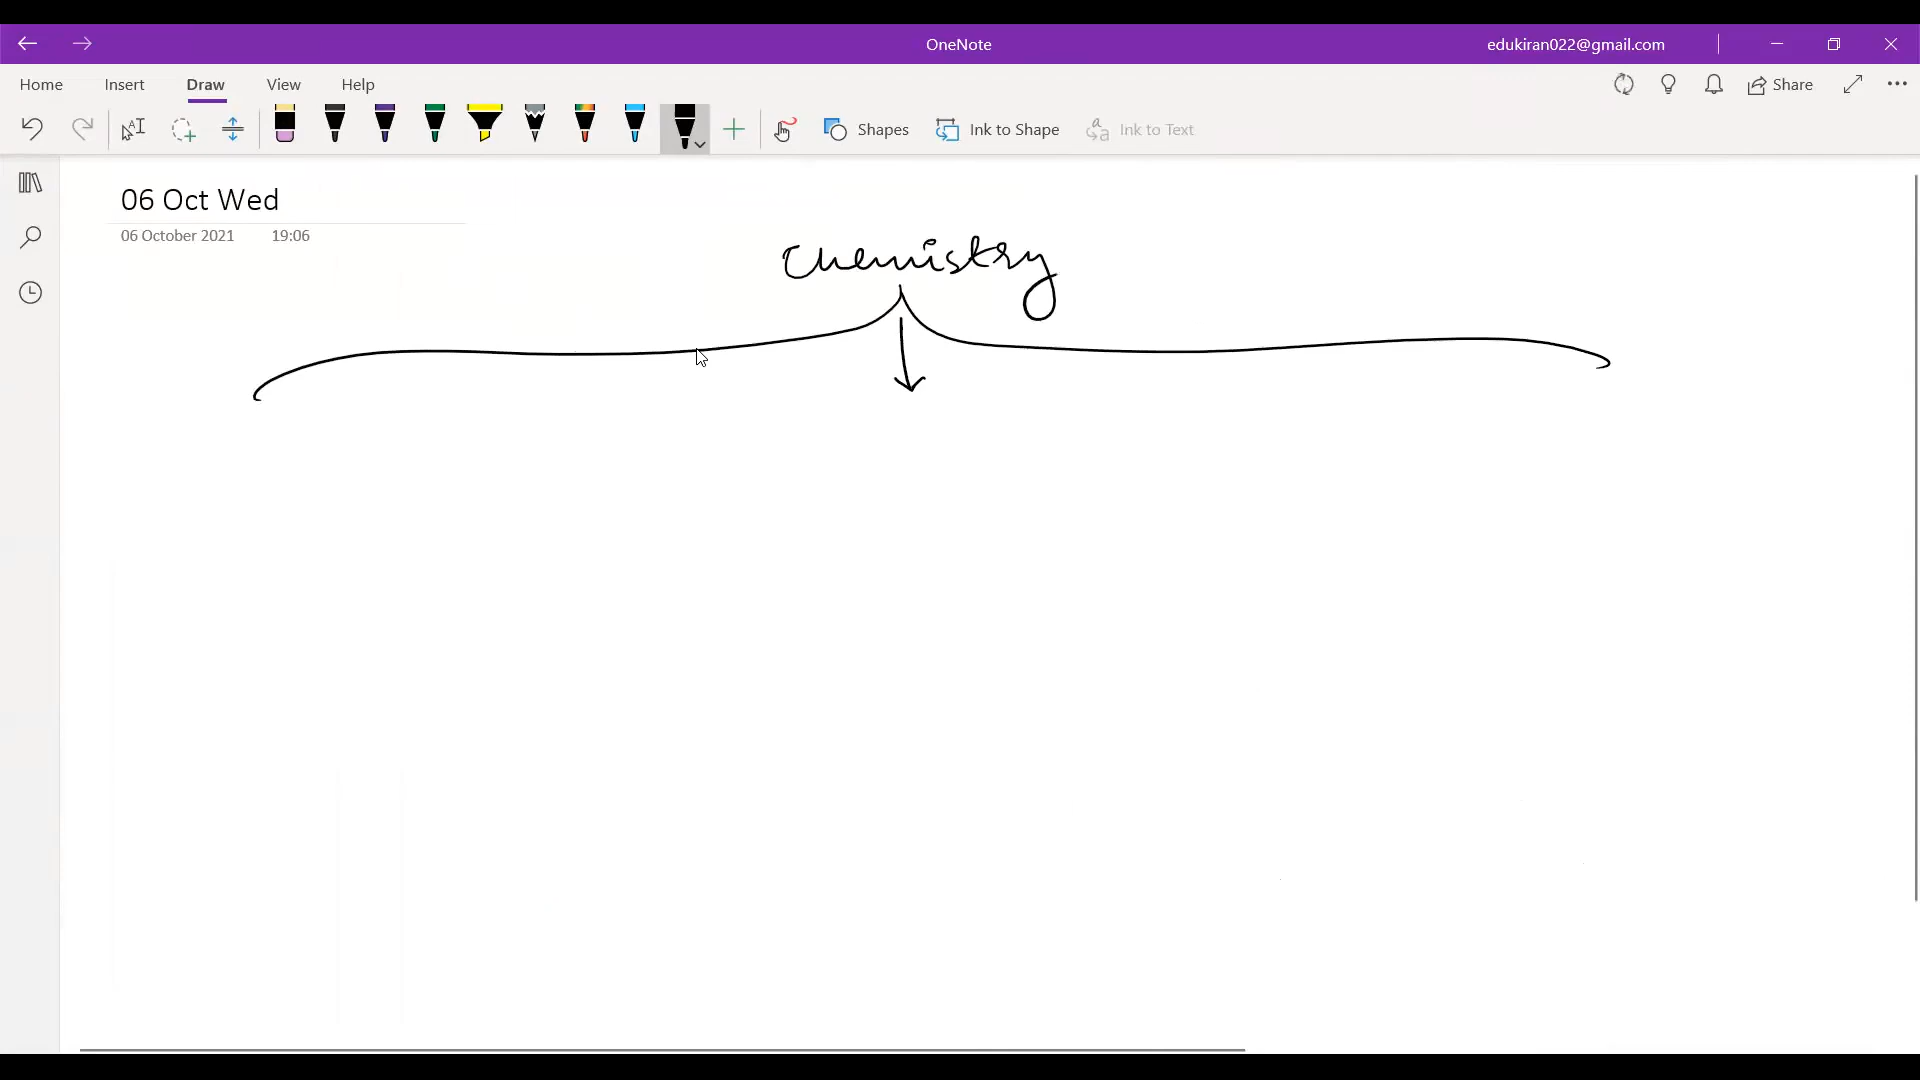 OneNote
edukiran022@gmail.com
Home Insert Draw View Help
Share
Shapes
Ink to Shape
Ink to Text
06 Oct Wed
06 October 2021 19:06
Chemistry